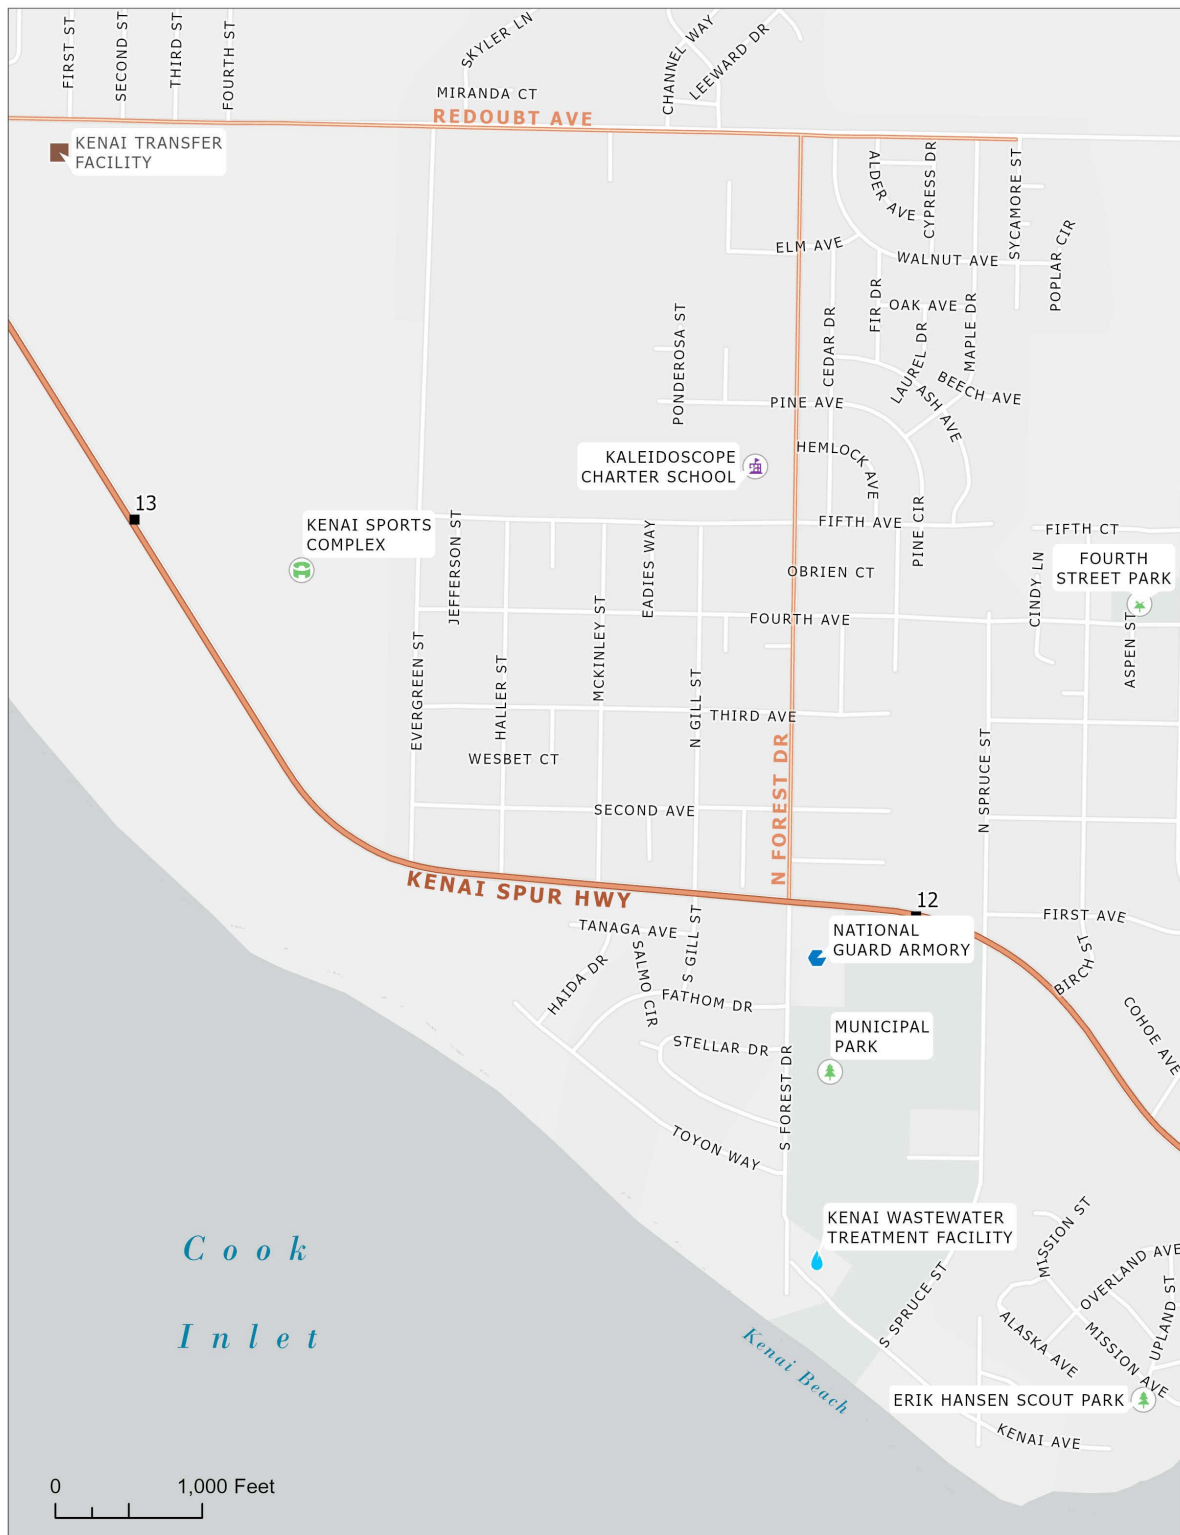 FIRST ST
SECOND ST
THIRD ST
FOURTH ST
SKYLER LN
CHANNEL WAY
LEEWARD DR
MIRANDA CT
REDOUBT AVE
KENAI TRANSFER
FACILITY
ALDER AVE
CYPRESS DR
SYCAMORE ST
POPLAR CIR
ELM AVE
WALNUT AVE
OAK AVE
FIR DR
CEDAR DR
LAUREL DR
MAPLE DR
BEECH AVE
ASH AVE
PONDEROSA ST
PINE AVE
HEMLOCK AVE
KALEIDOSCOPE
CHARTER SCHOOL
13
KENAI SPORTS
COMPLEX
JEFFERSON ST
EADIES WAY
FIFTH AVE
PINE CIR
FIFTH CT
FOURTH
STREET PARK
OBRIEN CT
CINDY LN
ASPEN ST
FOURTH AVE
MCKINLEY ST
EVERGREEN ST
HALLER ST
N GILL ST
THIRD AVE
WESBET CT
N FOREST DR
N SPRUCE ST
SECOND AVE
KENAI SPUR HWY
12
FIRST AVE
NATIONAL
GUARD ARMORY
TANAGA AVE
S GILL ST
BIRCH ST
HAIDA DR
SALMO CIR
FATHOM DR
COHOE AVE
STELLAR DR
MUNICIPAL
PARK
S FOREST DR
TOYON WAY
KENAI WASTEWATER
TREATMENT FACILITY
MISSION ST
OVERLAND AVE
Cook
Inlet
S SPRUCE ST
ALASKA AVE
MISSION AVE
UPLAND ST
Kenai Beach
ERIK HANSEN SCOUT PARK
KENAI AVE
0
1,000 Feet